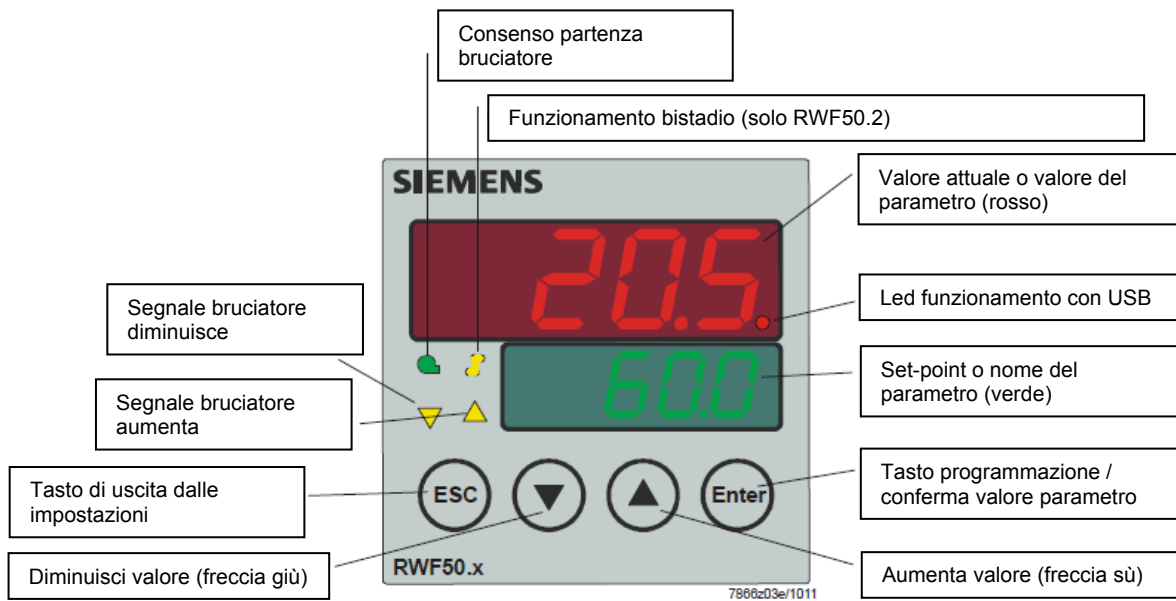 Consenso partenza
bruciatore
Funzionamento bistadio (solo RWF50.2)
SIEMENS
Valore attuale o valore del
parametro (rosso)
20.5
Led funzionamento con USB
Segnale bruciatore
diminuisce
Set-point o nome del
parametro (verde)
60.0
Segnale bruciatore
aumenta
Tasto di uscita dalle
impostazioni
ESC
Enter
Tasto programmazione /
conferma valore parametro
Diminuisci valore (freccia giù)
RWF50.x
Aumenta valore (freccia sù)
7866z03e/1011